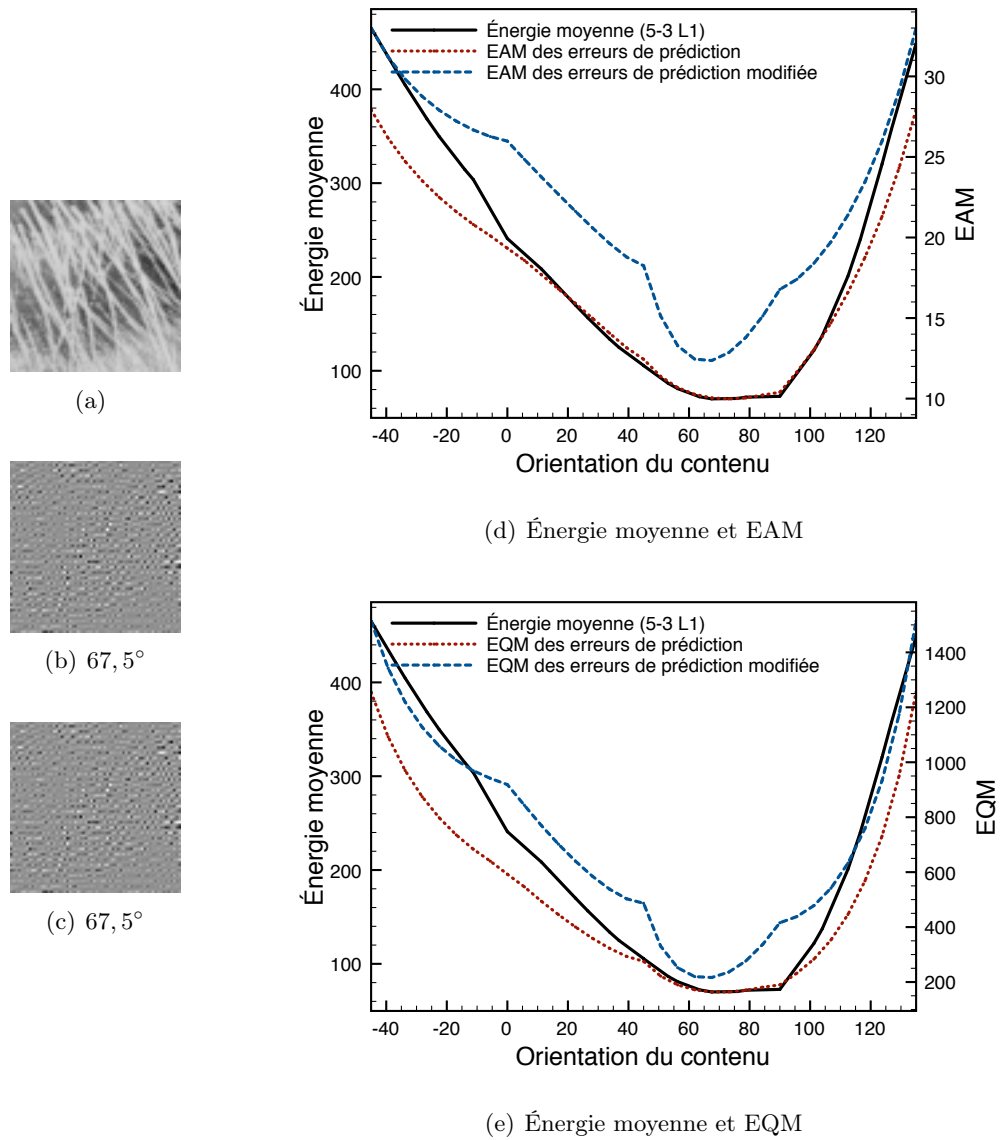 (a)
(b) 67, 5°
(c) 67, 5°
Énergie moyenne (5-3 L1)
EAM des erreurs de prédiction
EAM des erreurs de prédiction modifiée
Énergie moyenne
400
300
200
100
EAM
30
25
20
15
10
-40 -20 0 20 40 60 80 100 120
Orientation du contenu
(d) Énergie moyenne et EAM
Énergie moyenne (5-3 L1)
EQM des erreurs de prédiction
EQM des erreurs de prédiction modifiée
Énergie moyenne
400
300
200
100
EQM
1400
1200
1000
800
600
400
200
-40 -20 0 20 40 60 80 100 120
Orientation du contenu
(e) Énergie moyenne et EQM